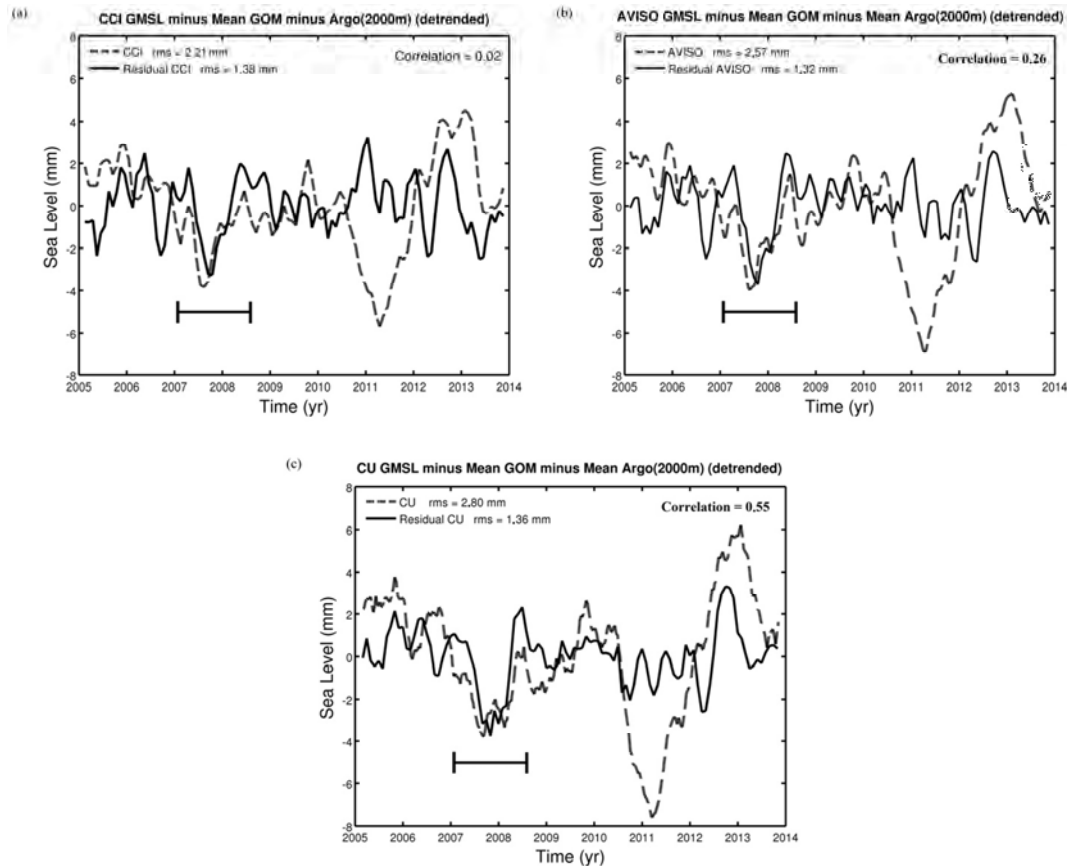 (a)
CCI GMSL minus Mean GOM minus Argo(2000m) (detrended)
CCI rms = 2.21 mm
Residual CCI rms = 1.38 mm
Correlation = 0.02
Sea Level (mm)
8
6
4
2
0
-2
-4
-6
-8
2005 2006 2007 2008 2009 2010 2011 2012 2013 2014
Time (yr)
(b)
AVISO GMSL minus Mean GOM minus Mean Argo(2000m) (detrended)
AVISO rms = 2.57 mm
Residual AVISO rms = 1.32 mm
Correlation = 0.26
Sea Level (mm)
8
6
4
2
0
-2
-4
-6
-8
2005 2006 2007 2008 2009 2010 2011 2012 2013 2014
Time (yr)
(c)
CU GMSL minus Mean GOM minus Mean Argo(2000m) (detrended)
CU rms = 2.80 mm
Residual CU rms = 1.36 mm
Correlation = 0.55
Sea Level (mm)
8
6
4
2
0
-2
-4
-6
-8
2005 2006 2007 2008 2009 2010 2011 2012 2013 2014
Time (yr)